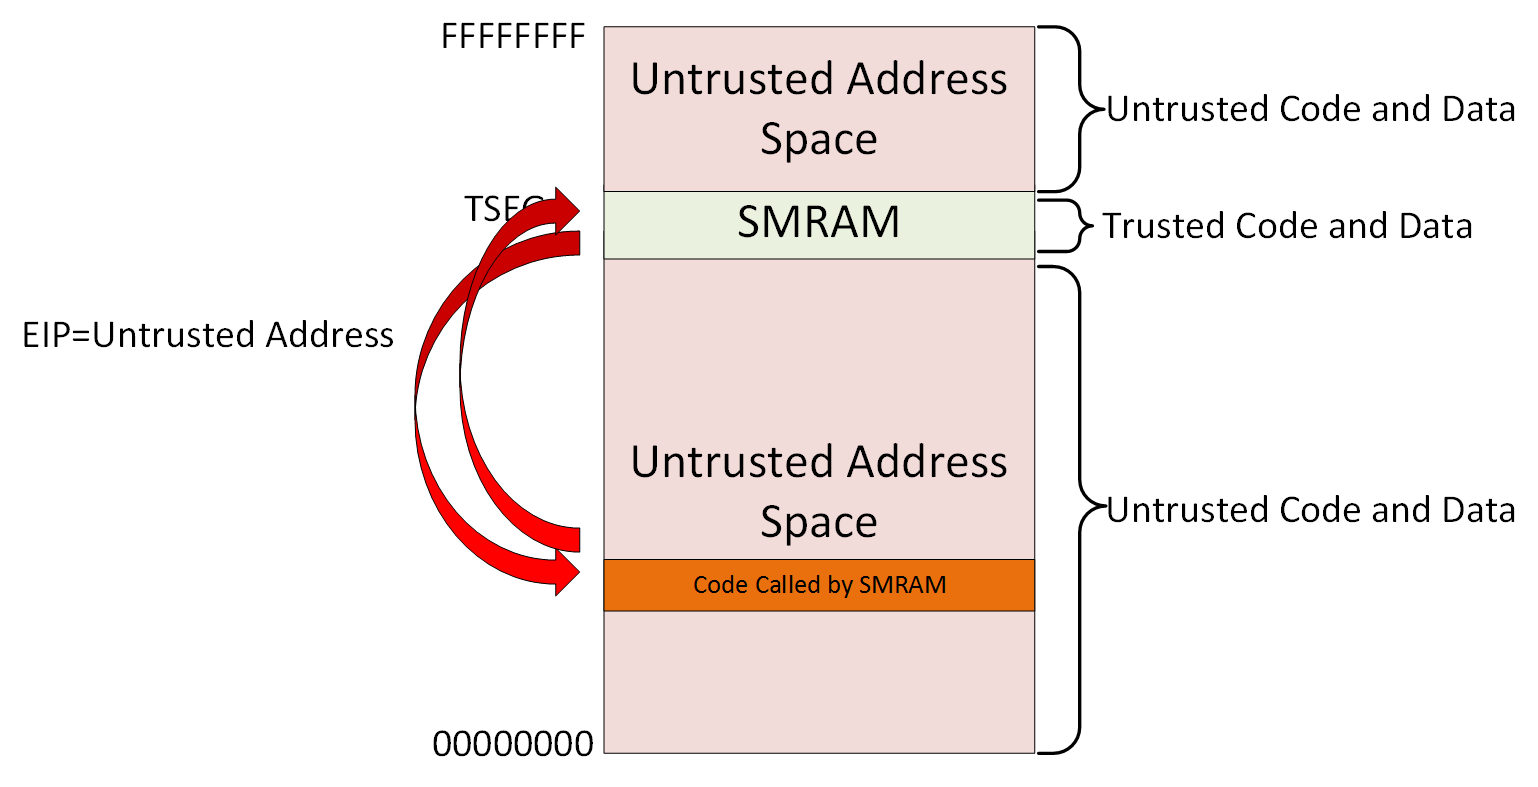 FFFFFFFF
Untrusted Address
Space
Untrusted Code and Data
SMRAM
Trusted Code and Data
EIP=Untrusted Address
Untrusted Address
Space
Untrusted Code and Data
Code Called by SMRAM
00000000